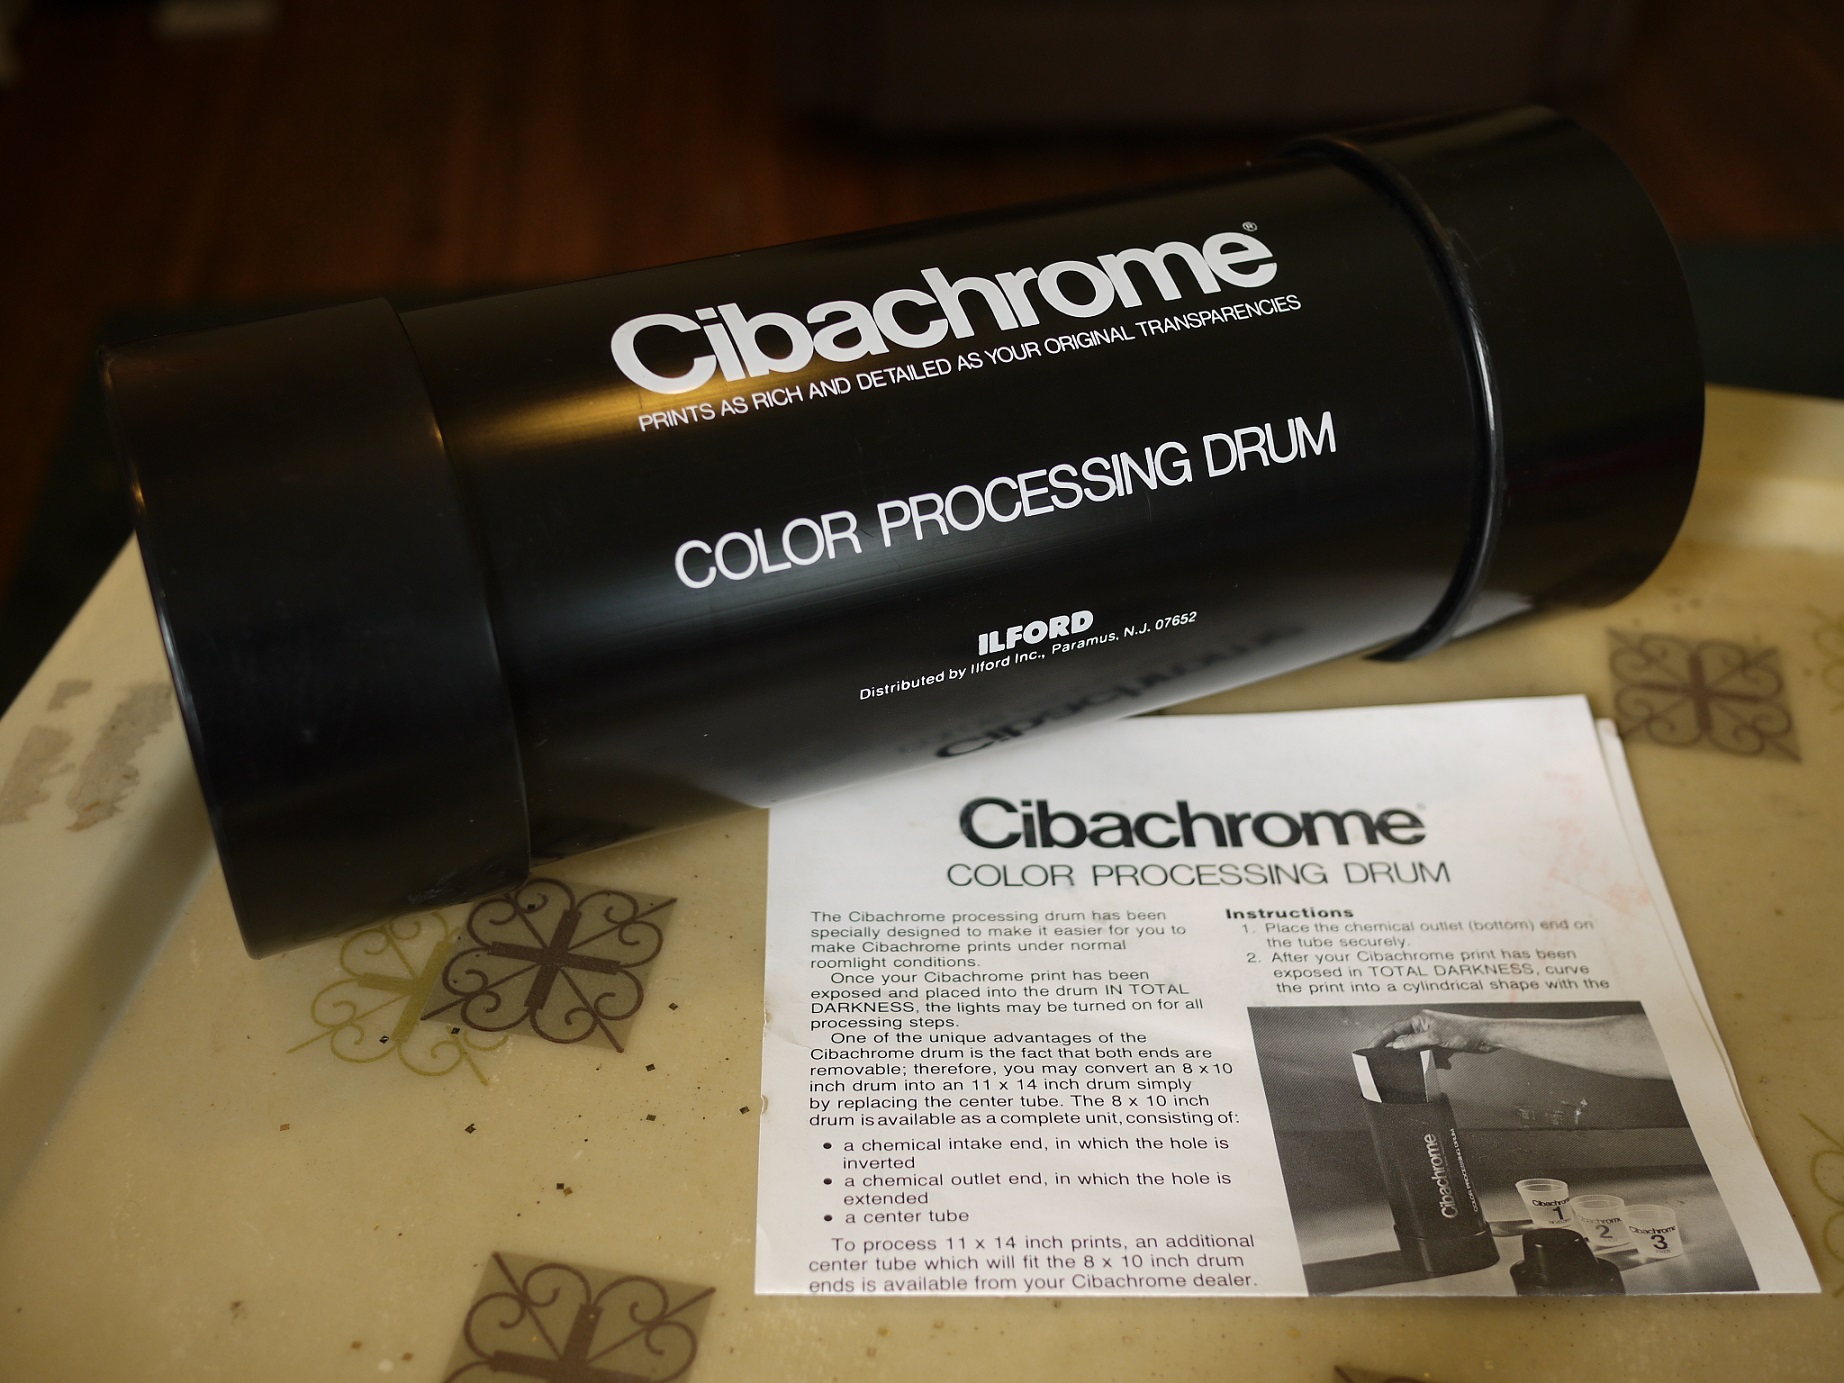 Cibachrome®
PRINTS AS RICH AND DETAILED AS YOUR ORIGINAL TRANSPARENCIES
COLOR PROCESSING DRUM
ILFORD
Distributed by Ilford Inc., Paramus, N.J. 07652
Cibachrome
COLOR PROCESSING DRUM
The Cibachrome processing drum has been
specially designed to make it easier for you to
make Cibachrome prints under normal
roomlight conditions.
Once your Cibachrome print has been
exposed and placed into the drum IN TOTAL
DARKNESS, the lights may be turned on for all
processing steps.
One of the unique advantages of the
Cibachrome drum is the fact that both ends are
removable; therefore, you may convert an 8 x 10
inch drum into an 11 x 14 inch drum simply
by replacing the center tube. The 8 x 10 inch
drum is available as a complete unit, consisting of:
• a chemical intake end, in which the hole is
inverted
• a chemical outlet end, in which the hole is
extended
• a center tube
To process 11 x 14 inch prints, an additional
center tube which will fit the 8 x 10 inch drum
ends is available from your Cibachrome dealer.
Instructions
1. Place the chemical outlet (bottom) end on
the tube securely.
2. After your Cibachrome print has been
exposed in TOTAL DARKNESS, curve
the print into a cylindrical shape with the
Cibachrome
COLOR PROCESSING DRUM
Cibachrome
1
Cibachrome
2
Cibachrome
3